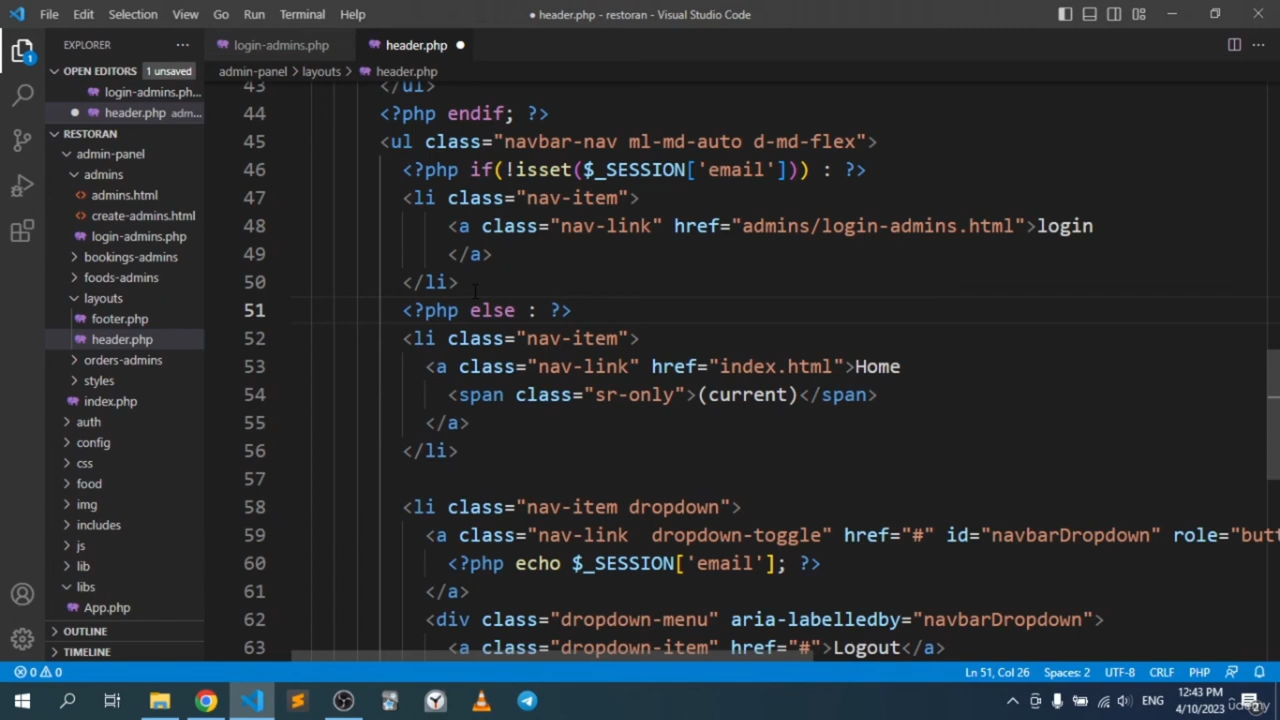 File Edit Selection View Go Run Terminal Help
● header.php - restoran - Visual Studio Code
EXPLORER
login-admins.php
header.php
OPEN EDITORS 1 unsaved
admin-panel > layouts > header.php
login-admins.ph...
header.php adm...
RESTORAN
admin-panel
admins
admins.html
create-admins.html
login-admins.php
bookings-admins
foods-admins
layouts
footer.php
header.php
orders-admins
styles
index.php
auth
config
css
food
img
includes
js
lib
libs
App.php
OUTLINE
TIMELINE
43 </ul>
44 <?php endif; ?>
45 <ul class="navbar-nav ml-md-auto d-md-flex">
46 <?php if(!isset($_SESSION['email'])) : ?>
47 <li class="nav-item">
48 <a class="nav-link" href="admins/login-admins.html">login
49 </a>
50 </li>
51 <?php else : ?>
52 <li class="nav-item">
53 <a class="nav-link" href="index.html">Home
54 <span class="sr-only">(current)</span>
55 </a>
56 </li>
57
58 <li class="nav-item dropdown">
59 <a class="nav-link  dropdown-toggle" href="#" id="navbarDropdown" role="butt
60 <?php echo $_SESSION['email']; ?>
61 </a>
62 <div class="dropdown-menu" aria-labelledby="navbarDropdown">
63 <a class="dropdown-item" href="#">Logout</a>
0 0 Ln 51, Col 26 Spaces: 2 UTF-8 CRLF PHP
ENG 12:43 PM
4/10/2023
udemy